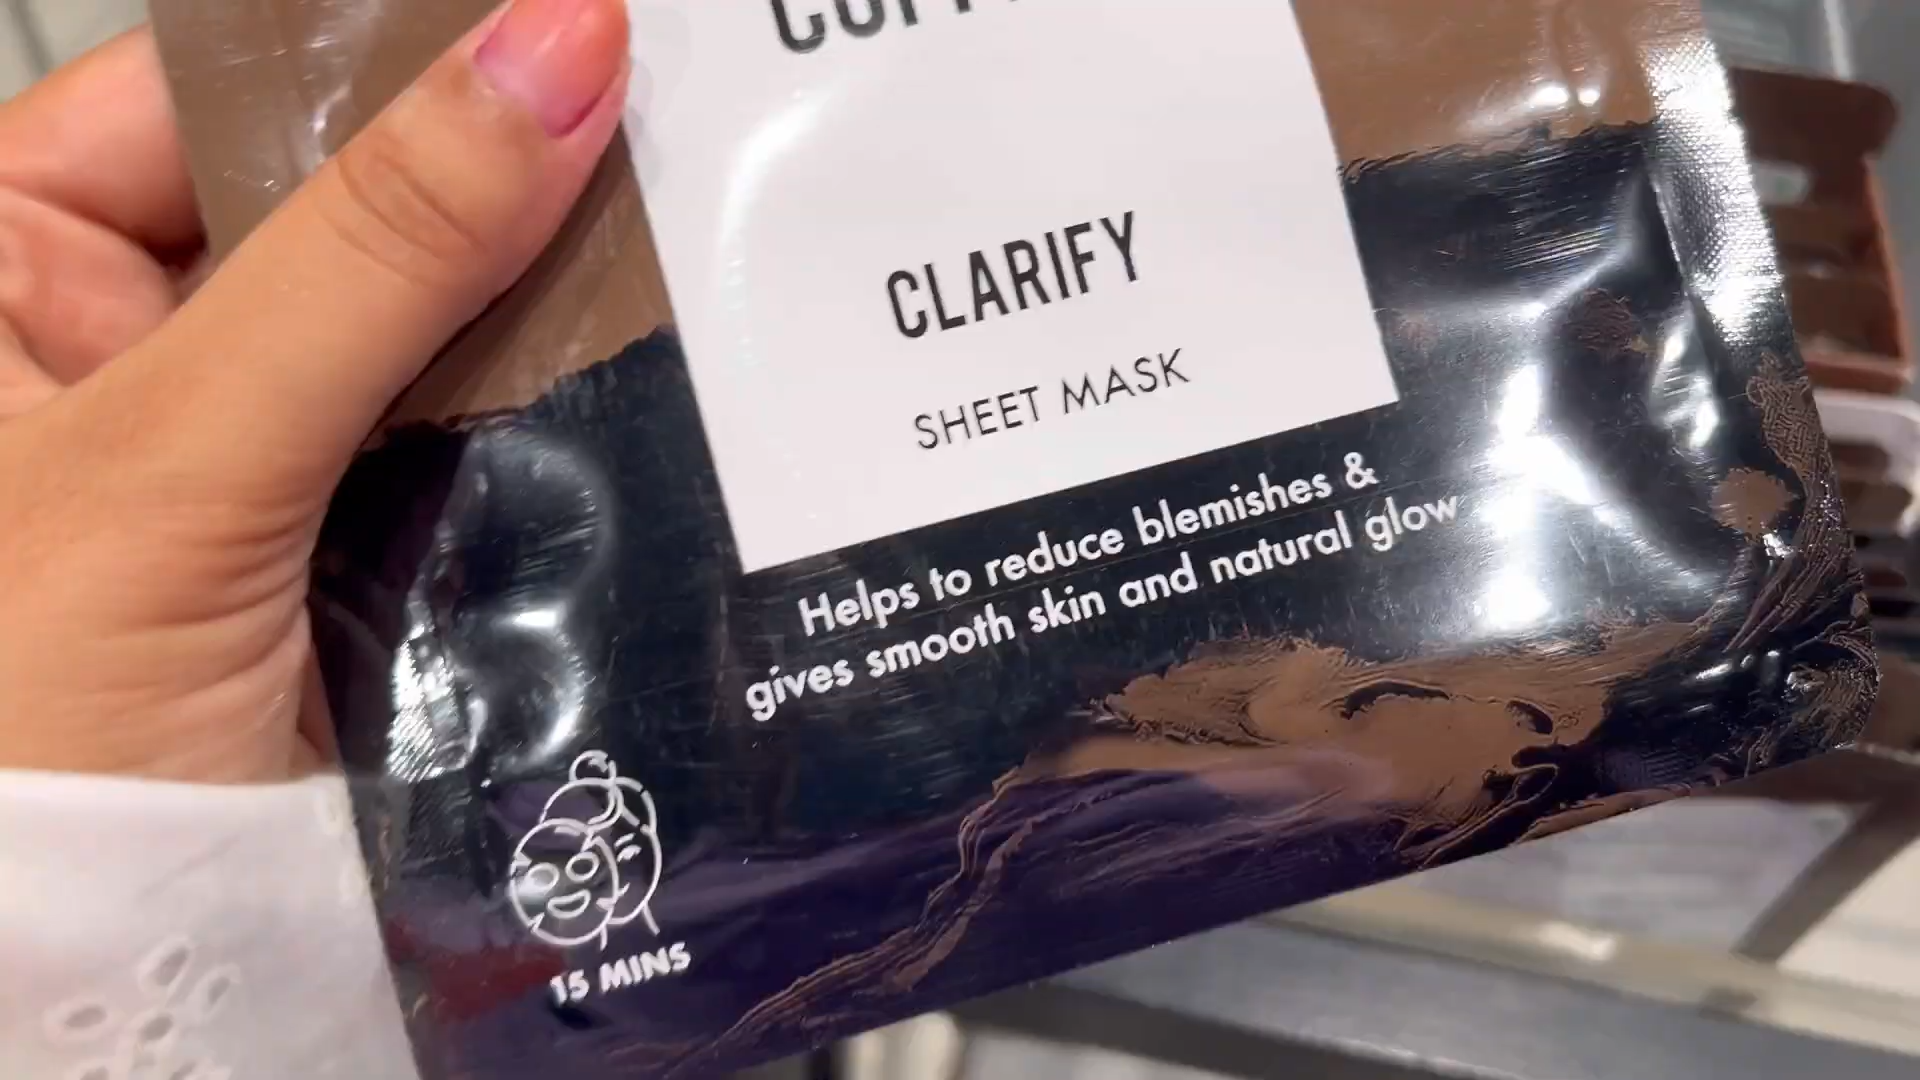 CLARIFY
SHEET MASK
Helps to reduce blemishes &
gives smooth skin and natural glow
15 MINS